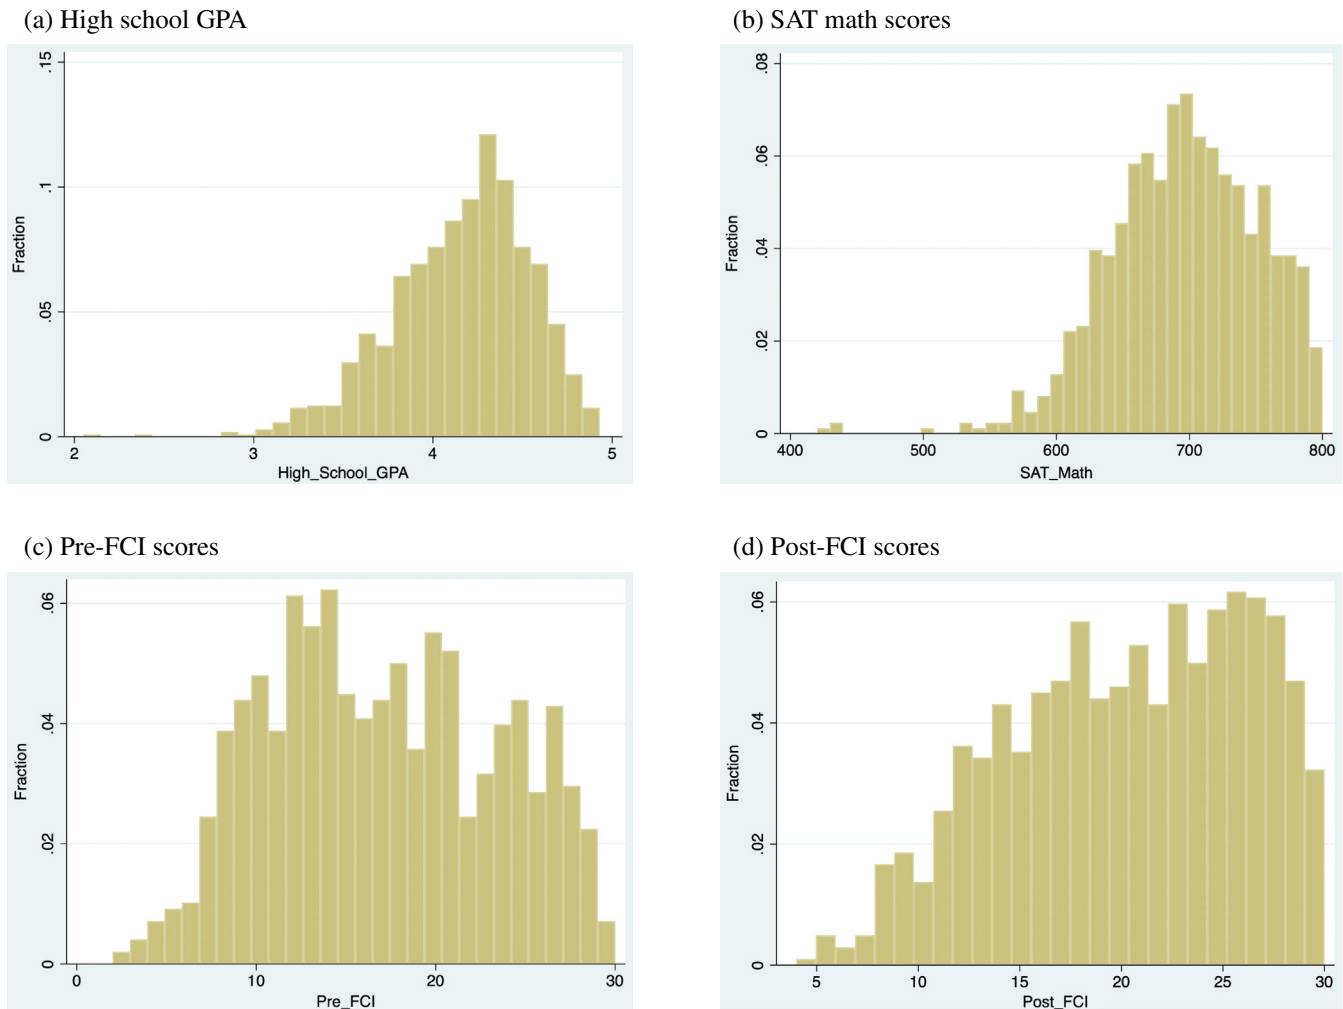 (a) High school GPA
.15
.1
.05
0
Fraction
2 3 4 5
High_School_GPA
(b) SAT math scores
.08
.06
.04
.02
0
Fraction
400 500 600 700 800
SAT_Math
(c) Pre-FCI scores
.06
.04
.02
0
Fraction
0 10 20 30
Pre_FCI
(d) Post-FCI scores
.06
.04
.02
0
Fraction
5 10 15 20 25 30
Post_FCI